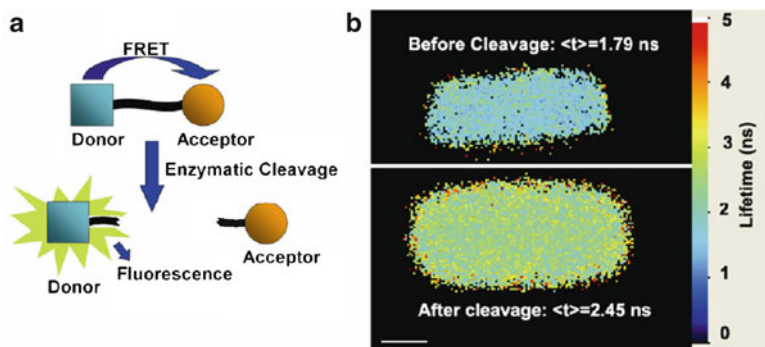 a
FRET
Donor
Acceptor
Enzymatic Cleavage
Fluorescence
Donor
Acceptor
b
Before Cleavage: <t>=1.79 ns
After cleavage: <t>=2.45 ns
5
4
3
2
1
0
Lifetime (ns)